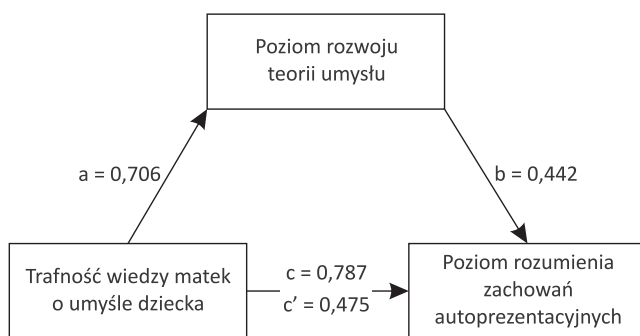 Poziom rozwoju
teorii umysłu
a = 0,706
b = 0,442
Trafność wiedzy matek
o umyśle dziecka
c = 0,787
c’ = 0,475
Poziom rozumienia
zachowań
autoprezentacyjnych